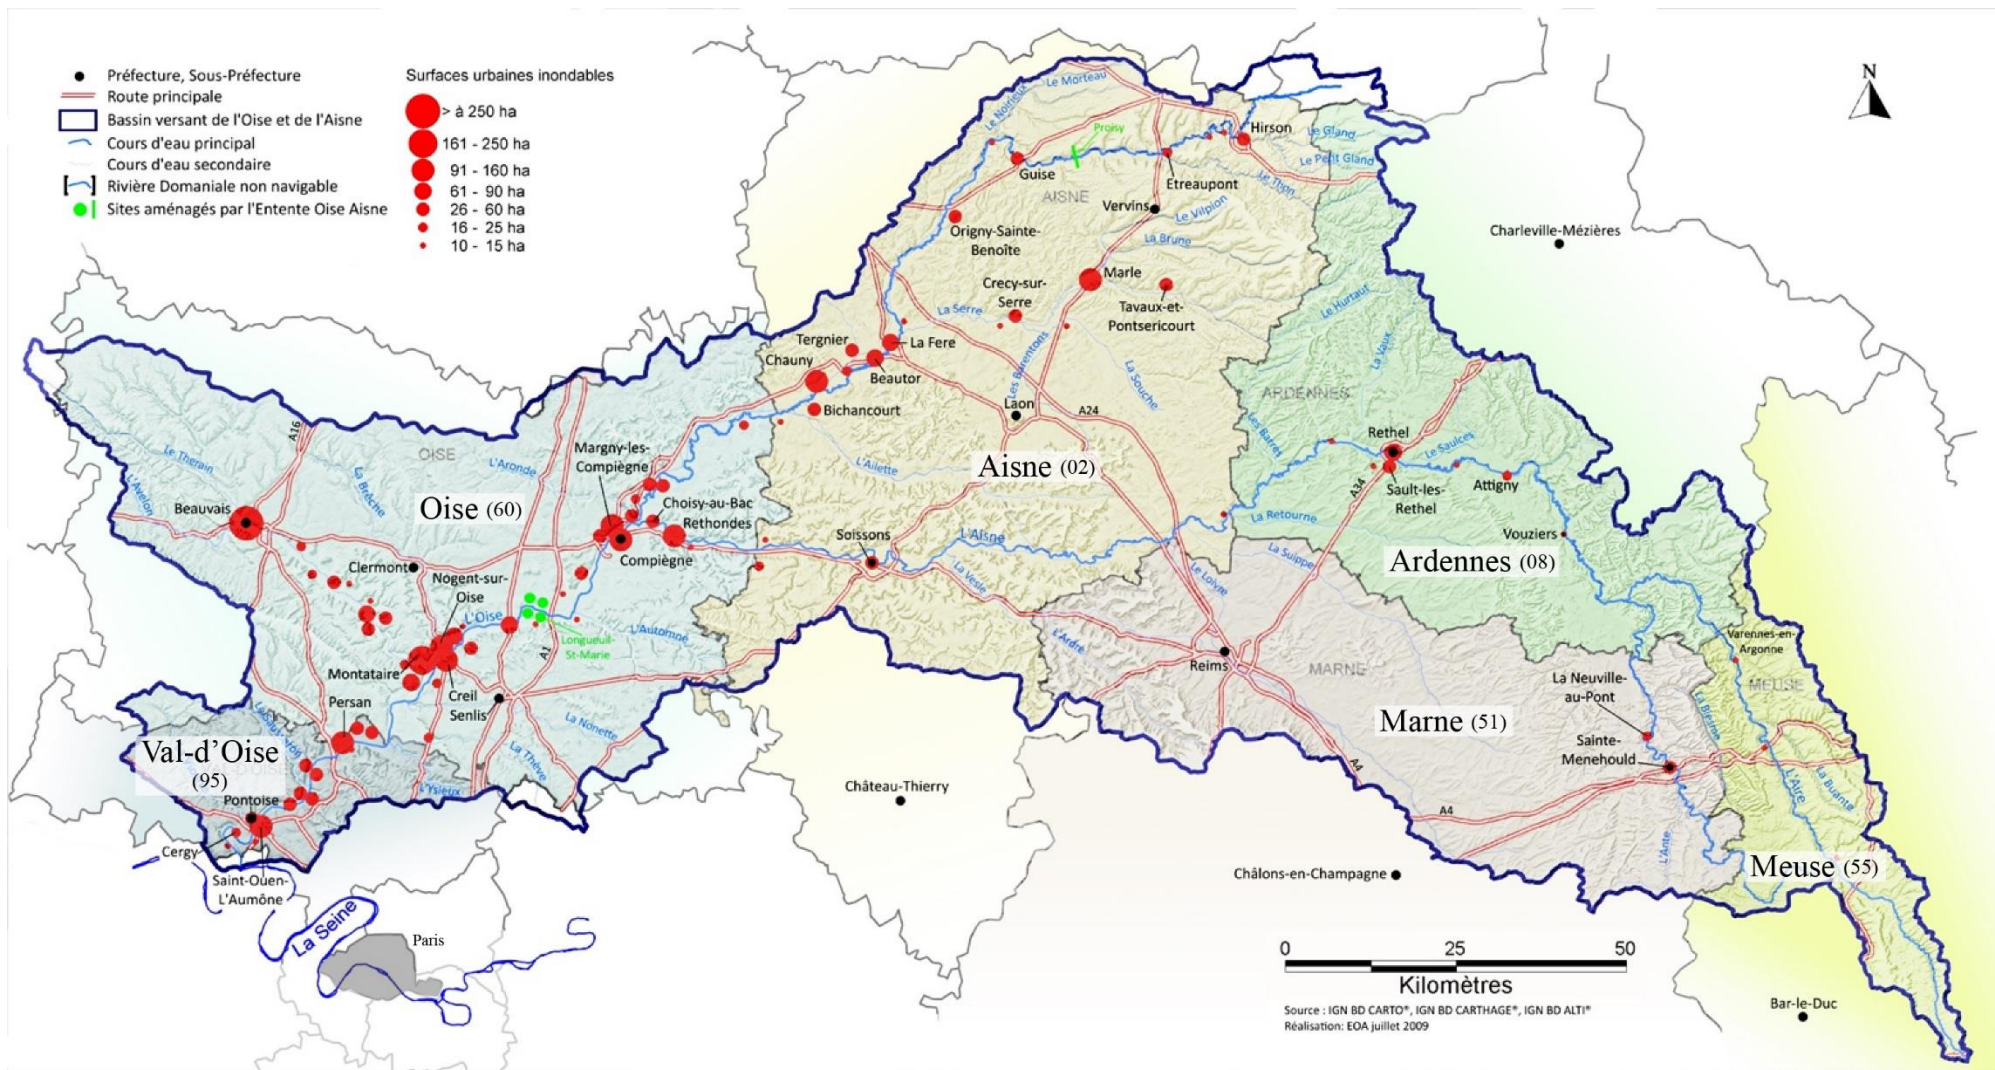 Préfecture, Sous-Préfecture
Route principale
Bassin versant de l'Oise et de l'Aisne
Cours d'eau principal
Cours d'eau secondaire
Rivière Domaniale non navigable
Sites aménagés par l'Entente Oise Aisne
Surfaces urbaines inondables
> à 250 ha
161 - 250 ha
91 - 160 ha
61 - 90 ha
26 - 60 ha
16 - 25 ha
10 - 15 ha
N
Le Noirieux
Le Morteau
Proisy
Hirson
Le Gland
Le Petit Gland
Le Thon
Guise
Etreaupont
AISNE
Vervins
Le Vilpion
Origny-Sainte-
Benoîte
La Brune
Charleville-Mézières
Marle
Crecy-sur-
Serre
Tavaux-et-
Pontsericourt
La Serre
Le Hurtaut
La Vaux
Tergnier
La Fere
Chauny
Beautor
Les Barentons
La Souche
Bichancourt
Laon
A24
ARDENNES
Les Barres
Rethel
Le Saulces
A16
OISE
Le Therain
L'Avelon
La Brêche
L'Aronde
Margny-les-
Compiègne
L'Ailette
Aisne (02)
A34
Sault-les-
Rethel
Attigny
Beauvais
Oise (60)
Choisy-au-Bac
Rethondes
La Retourne
Vouziers
Soissons
L'Aisne
Compiègne
Clermont
Nogent-sur-
Oise
La Vesle
Le Loivre
La Suippe
Ardennes (08)
L'Oise
Longueuil-
St-Marie
L'Automne
A1
L'Ardre
Reims
MARNE
Varennes-en-
Argonne
MEUSE
La Neuville-
au-Pont
La Biesme
Montataire
Creil
Senlis
Persan
La Nonette
La Thève
L'Ysieux
Marne (51)
Sainte-
Menehould
Val-d'Oise
(95)
Pontoise
Cergy
Saint-Ouen-
L'Aumône
Château-Thierry
A4
A4
L'Aire
La Buante
L'Ante
Meuse (55)
Châlons-en-Champagne
La Seine
Paris
0 25 50
Kilomètres
Bar-le-Duc
Source : IGN BD CARTO®, IGN BD CARTHAGE®, IGN BD ALTI®
Réalisation: EOA juillet 2009